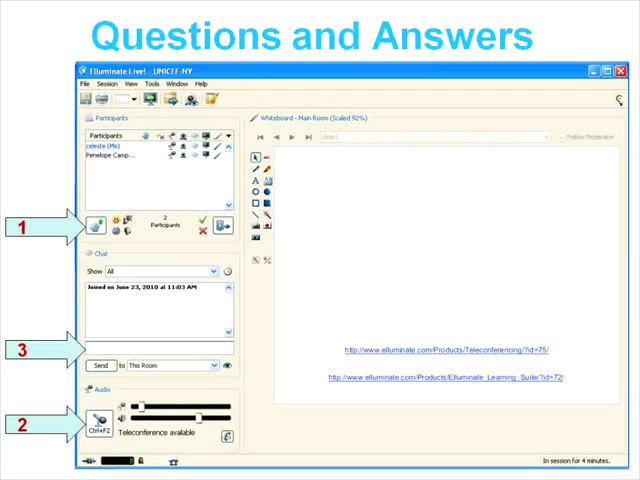 Questions and Answers
Elluminate Live! - UNICEF-NY
File Session View Tools Window Help
Participants
Whiteboard - Main Room (Scaled 92%)
Participants
celeste (Me)
Penelope Camp...
Follow Moderator
1
2
Participants
Chat
Show All
Joined on June 23, 2010 at 11:03 AM
3
http://www.elluminate.com/Products/Teleconferencing/?id=75/
Send to This Room
http://www.elluminate.com/Products/Elluminate_Learning_Suite/?id=72/
Audio
2
Ctrl+F2
Teleconference available
In session for 4 minutes.